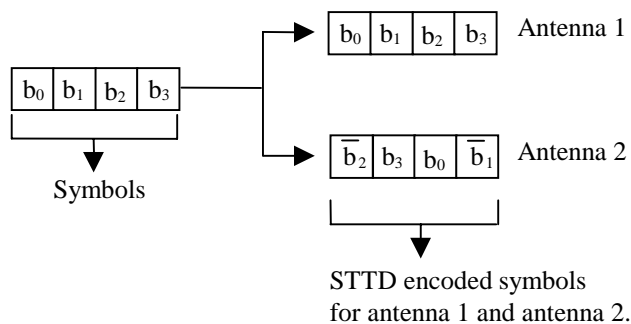 b₀ b₁ b₂ b₃ Antenna 1
b₀ b₁ b₂ b₃
b̅₂ b₃ b₀ b̅₁ Antenna 2
Symbols
STTD encoded symbols
for antenna 1 and antenna 2.